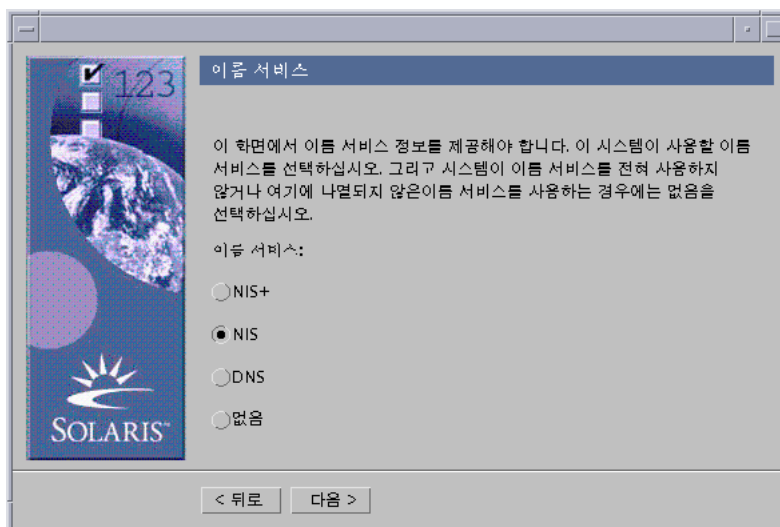 123
이름 서비스
이 화면에서 이름 서비스 정보를 제공해야 합니다. 이 시스템이 사용할 이름
서비스를 선택하십시오. 그리고 시스템이 이름 서비스를 전혀 사용하지
않거나 여기에 나열되지 않은이름 서비스를 사용하는 경우에는 없음을
선택하십시오.
이름 서비스:
NIS+
NIS
DNS
없음
SOLARIS™
< 뒤로 다음 >